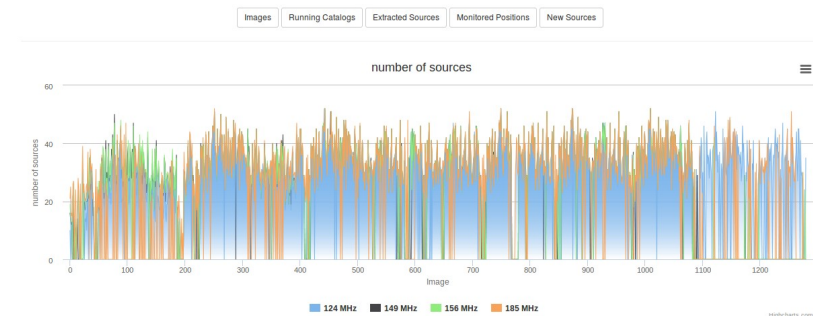 Images Running Catalogs Extracted Sources Monitored Positions New Sources
number of sources
60
40
20
0
number of sources
0 100 200 300 400 500 600 700 800 900 1000 1100 1200
Image
124 MHz 149 MHz 156 MHz 185 MHz
Highcharts.com